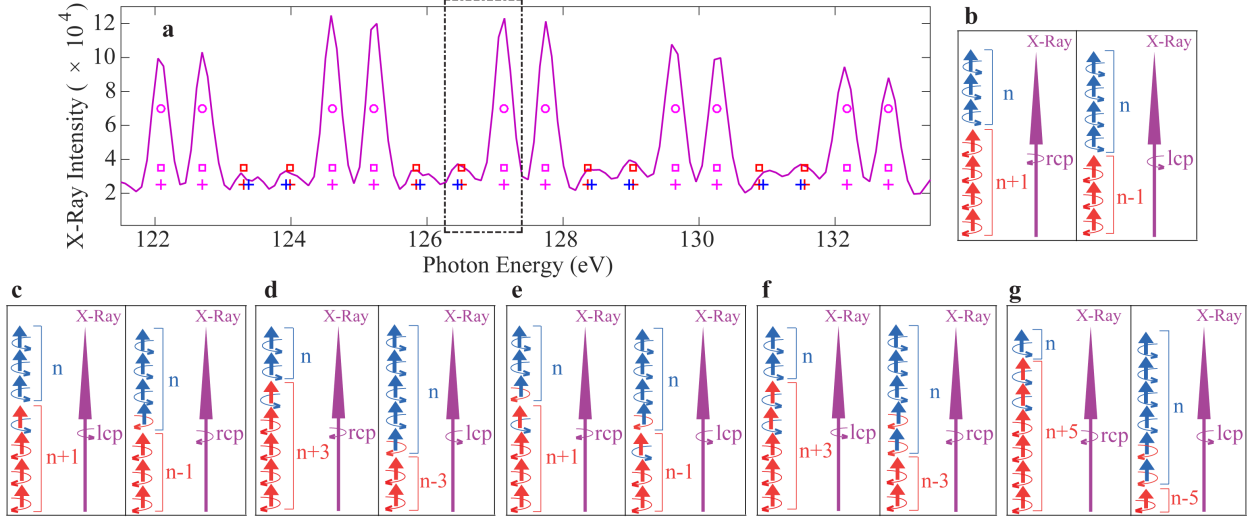 a
X-Ray Intensity ( × 10⁴)
12
10
8
6
4
2
122
124
126
128
130
132
Photon Energy (eV)
b
X-Ray
n
n+1
rcp
X-Ray
n
n-1
lcp
c
X-Ray
n
n+1
lcp
X-Ray
n
n-1
rcp
d
X-Ray
n
n+3
rcp
X-Ray
n
n-3
lcp
e
X-Ray
n
n+1
rcp
X-Ray
n
n-1
lcp
f
X-Ray
n
n+3
lcp
X-Ray
n
n-3
rcp
g
X-Ray
n
n+5
rcp
X-Ray
n
n-5
lcp